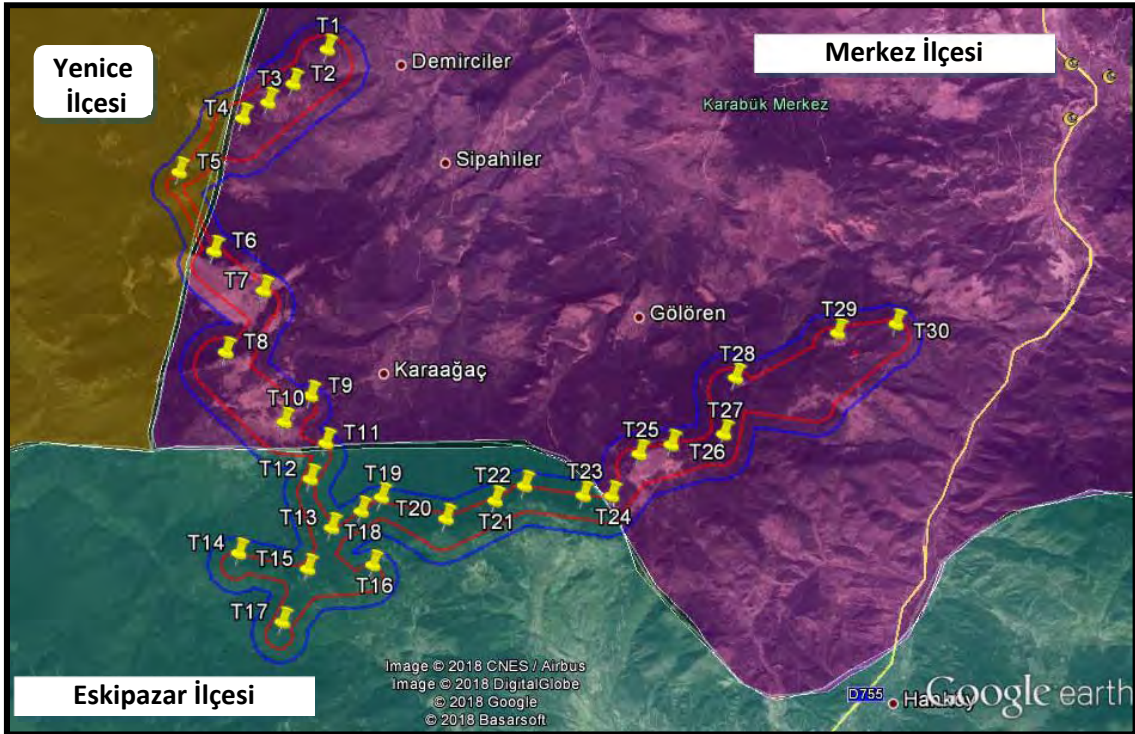 T1
Yenice
İlçesi
Merkez İlçesi
Demirciler
T2
T3
Karabük Merkez
T4
T5
Sipahiler
T6
T7
Gölören
T29
T30
T8
T28
Karaağaç
T9
T10
T27
T11
T25
T26
T12
T19
T22
T23
T20
T21
T24
T13
T18
T14
T15
T16
T17
Image © 2018 CNES / Airbus
Image © 2018 DigitalGlobe
© 2018 Google
© 2018 Basarsoft
Eskipazar İlçesi
D755
Hanköy
Google earth